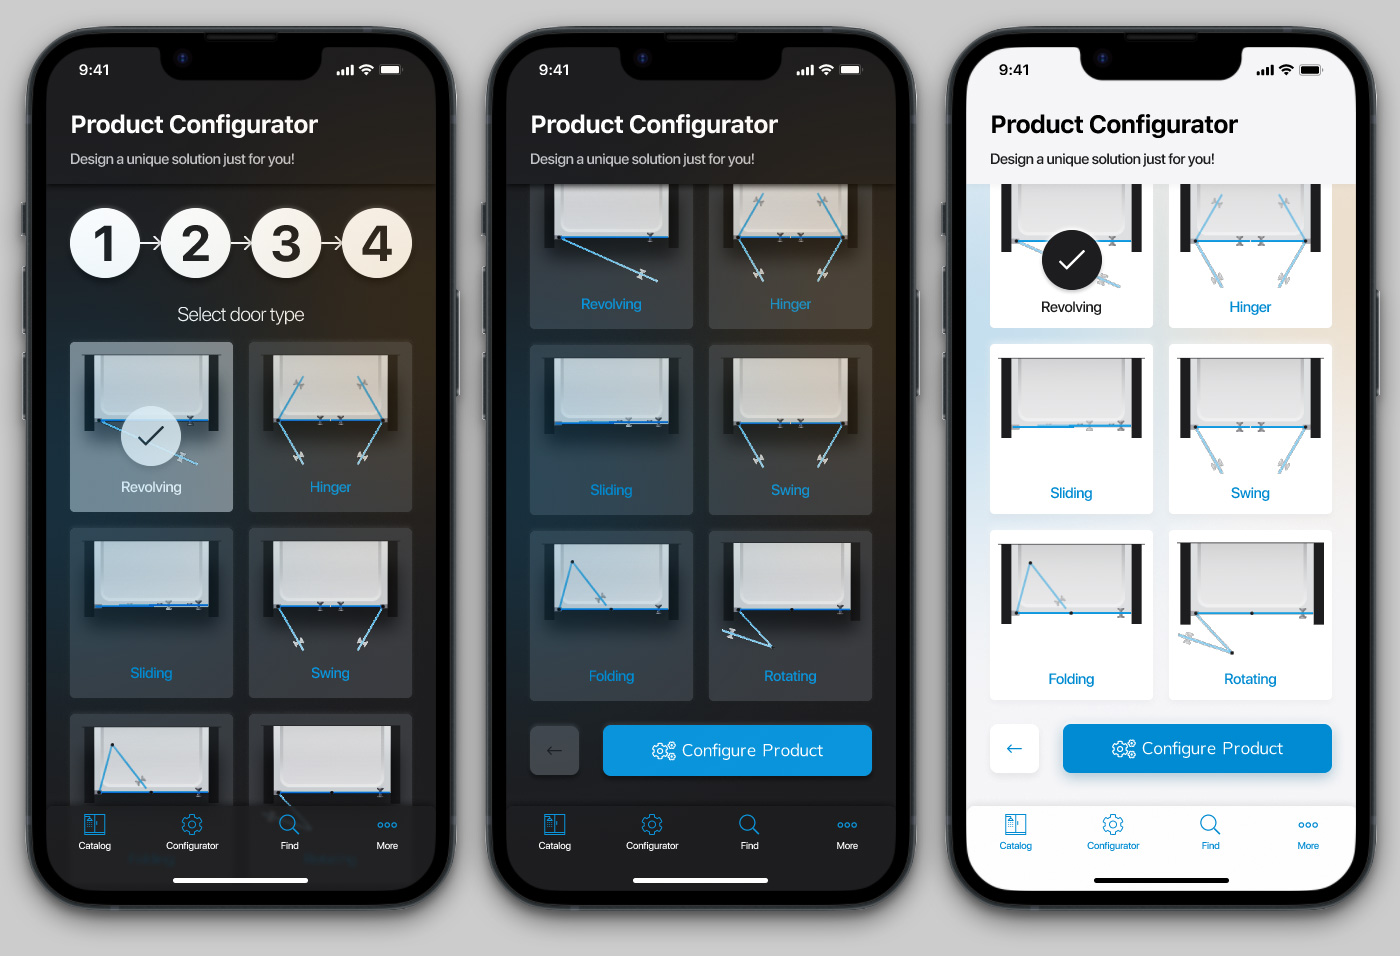 9:41
Product Configurator
Design a unique solution just for you!
1 2 3 4
Select door type
Revolving
Hinger
Sliding
Swing
Catalog
Configurator
Find
More
9:41
Product Configurator
Design a unique solution just for you!
Revolving
Hinger
Sliding
Swing
Folding
Rotating
Configure Product
Catalog
Configurator
Find
More
9:41
Product Configurator
Design a unique solution just for you!
Revolving
Hinger
Sliding
Swing
Folding
Rotating
Configure Product
Catalog
Configurator
Find
More